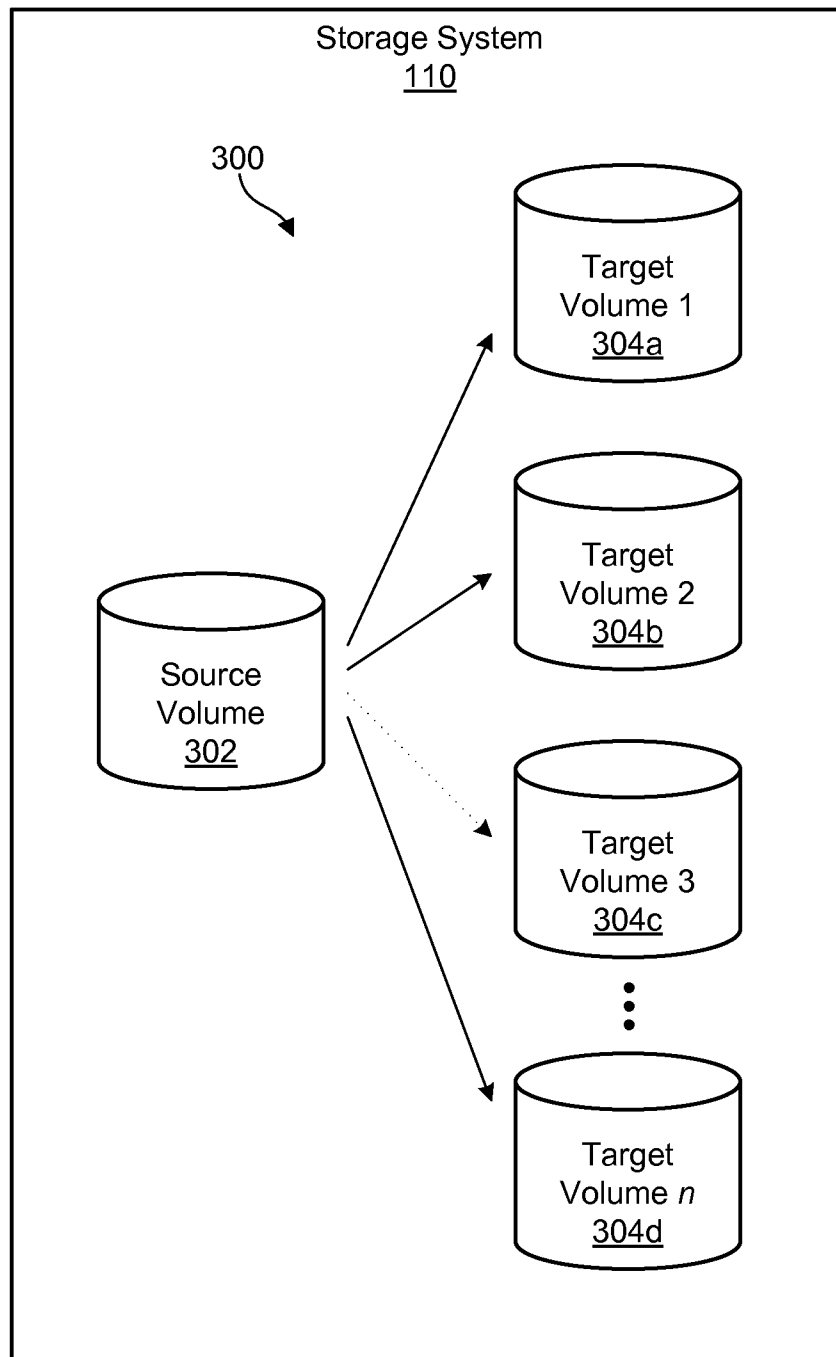 Storage System
110
300
Target
Volume 1
304a
Target
Volume 2
304b
Source
Volume
302
Target
Volume 3
304c
Target
Volume n
304d